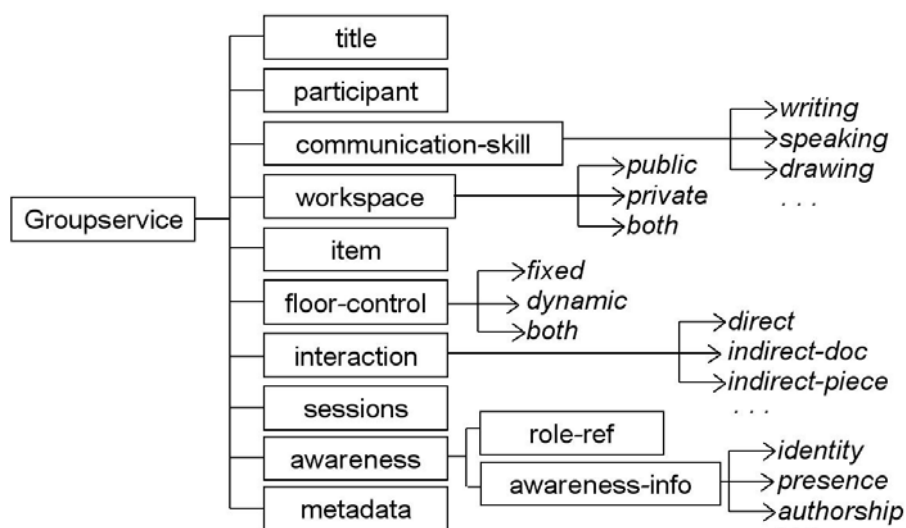 title
participant
communication-skill
writing
speaking
drawing
. . .
workspace
public
private
both
Groupservice
item
floor-control
fixed
dynamic
both
interaction
direct
indirect-doc
indirect-piece
. . .
sessions
awareness
role-ref
awareness-info
identity
presence
authorship
metadata